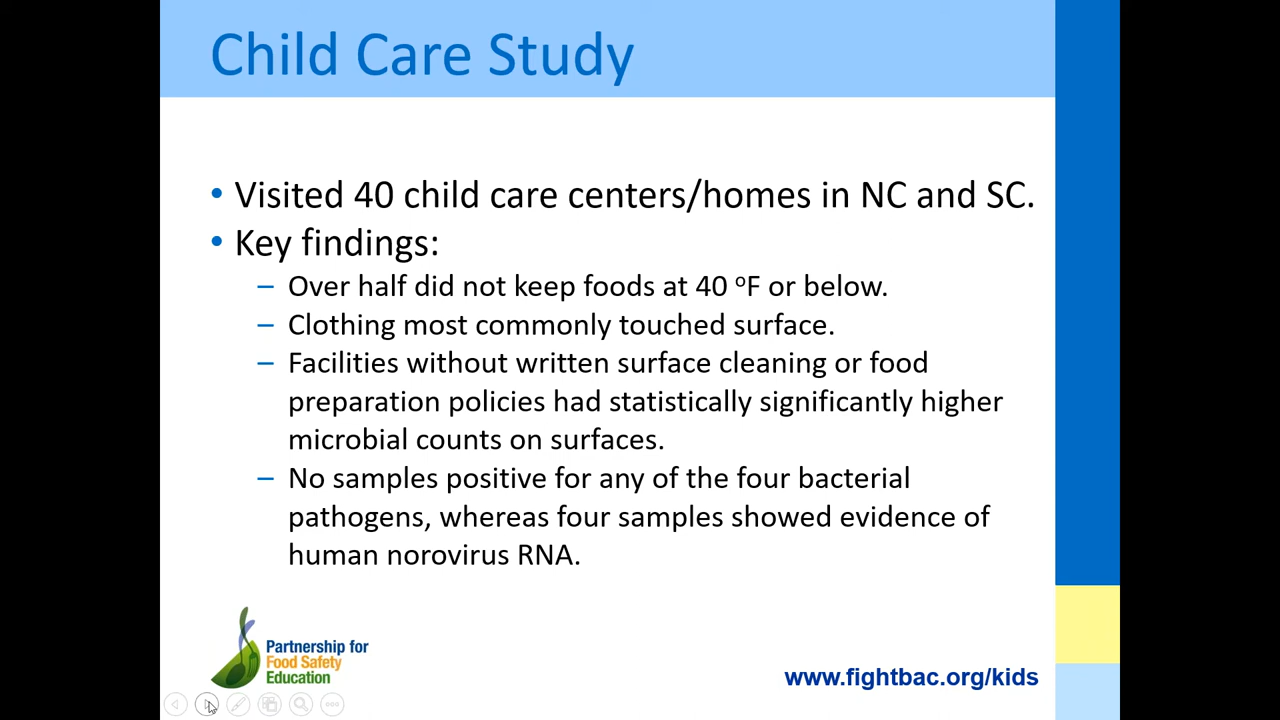 Child Care Study
• Visited 40 child care centers/homes in NC and SC.
• Key findings:
– Over half did not keep foods at 40 ºF or below.
– Clothing most commonly touched surface.
– Facilities without written surface cleaning or food
preparation policies had statistically significantly higher
microbial counts on surfaces.
– No samples positive for any of the four bacterial
pathogens, whereas four samples showed evidence of
human norovirus RNA.
Partnership for
Food Safety
Education
www.fightbac.org/kids